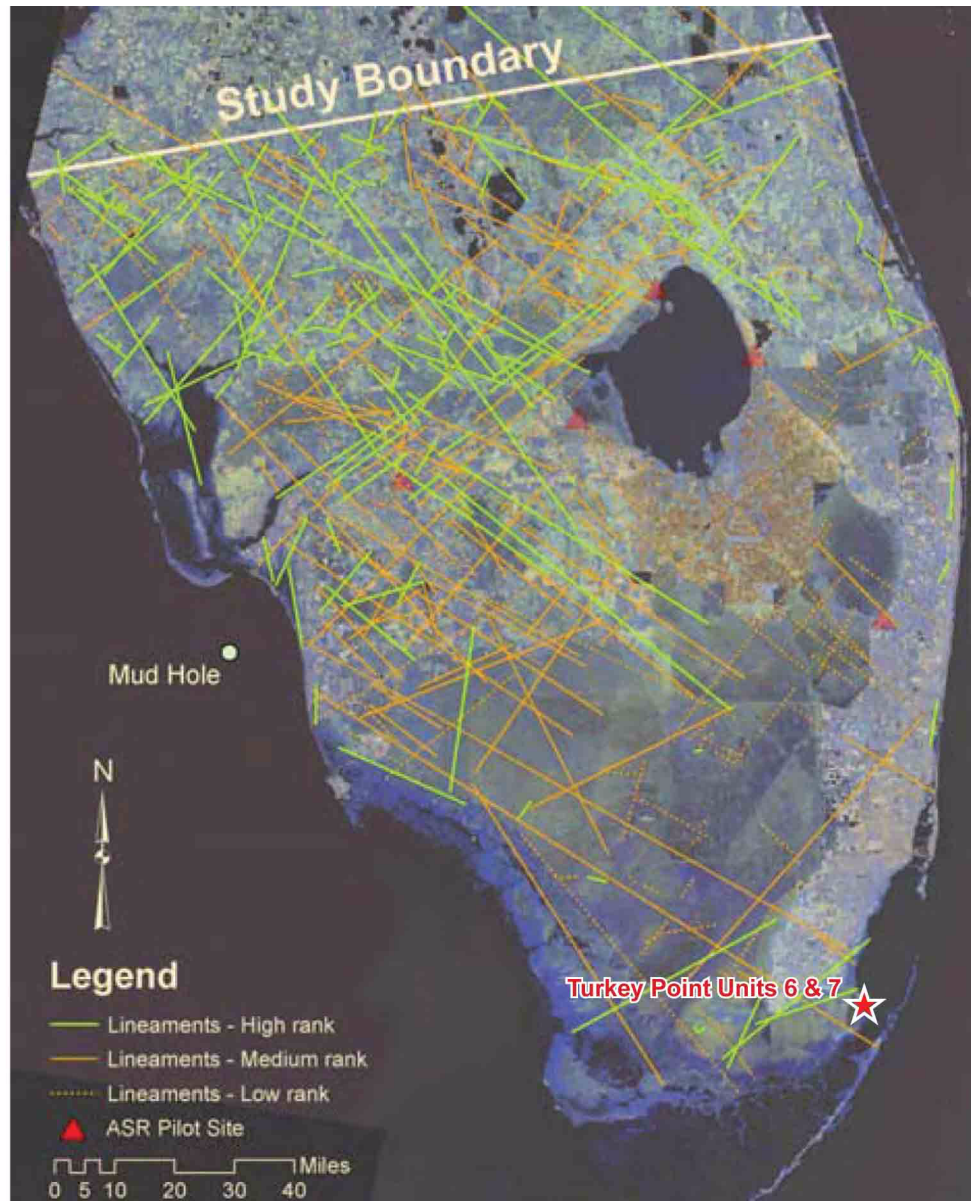 Study Boundary
Mud Hole
N
Turkey Point Units 6 & 7
Legend
Lineaments - High rank
Lineaments - Medium rank
Lineaments - Low rank
ASR Pilot Site
Miles
0 5 10 20 30 40